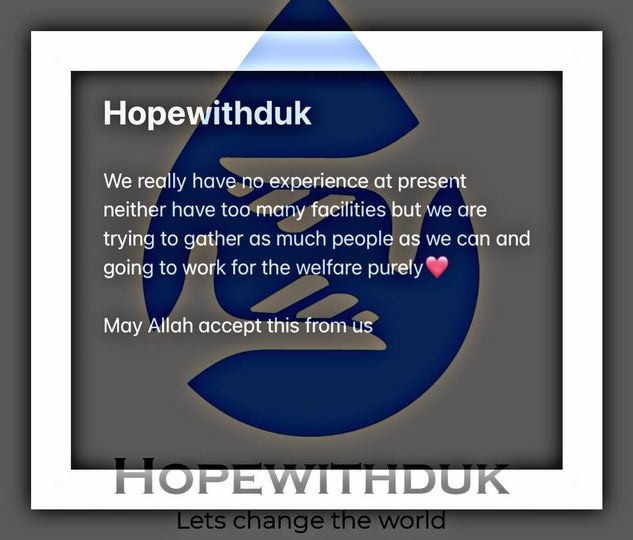 Hopewithduk
We really have no experience at present
neither have too many facilities but we are
trying to gather as much people as we can and
going to work for the welfare purely❤️
May Allah accept this from us
HOPEWITHDUK
Lets change the world